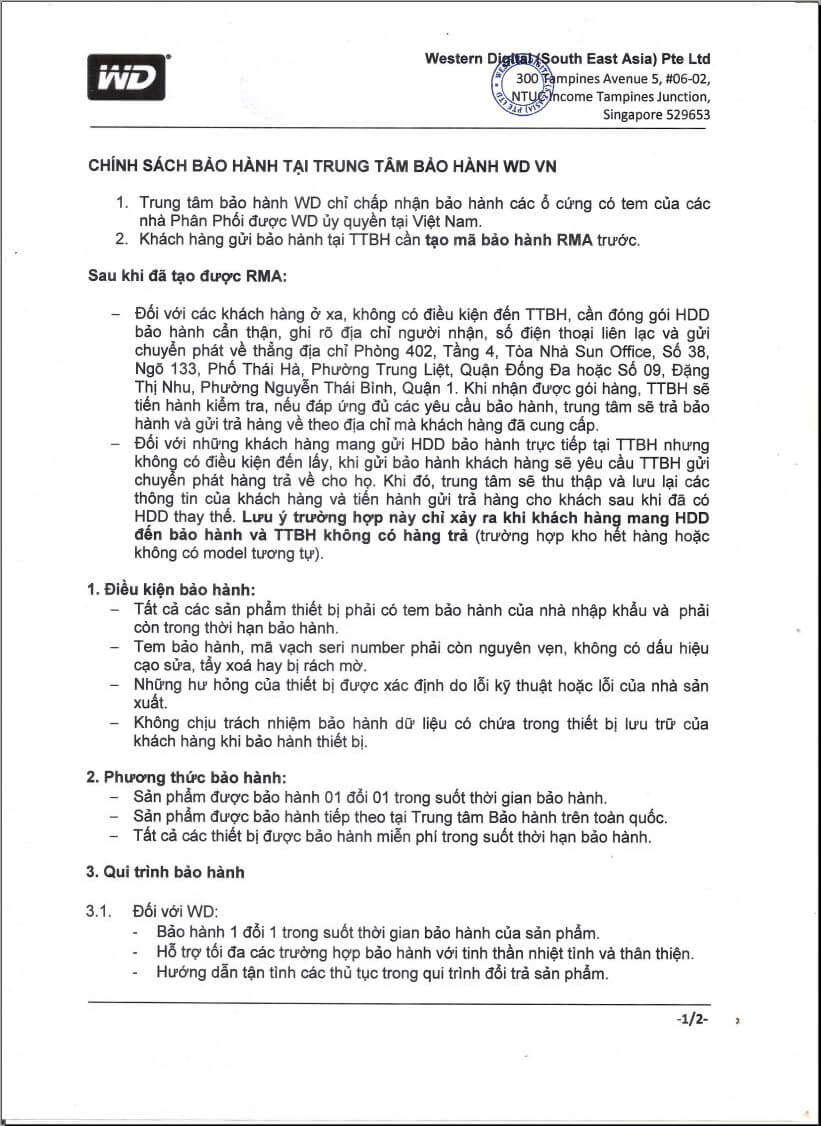 WD
Western Digital (South East Asia) Pte Ltd
300 Tampines Avenue 5, #06-02,
NTUC Income Tampines Junction,
Singapore 529653
CHÍNH SÁCH BẢO HÀNH TẠI TRUNG TÂM BẢO HÀNH WD VN
1. Trung tâm bảo hành WD chỉ chấp nhận bảo hành các ổ cứng có tem của các
nhà Phân Phối được WD ủy quyền tại Việt Nam.
2. Khách hàng gửi bảo hành tại TTBH cần tạo mã bảo hành RMA trước.
Sau khi đã tạo được RMA:
– Đối với các khách hàng ở xa, không có điều kiện đến TTBH, cần đóng gói HDD
bảo hành cẩn thận, ghi rõ địa chỉ người nhận, số điện thoại liên lạc và gửi
chuyển phát về thẳng địa chỉ Phòng 402, Tầng 4, Tòa Nhà Sun Office, Số 38,
Ngõ 133, Phố Thái Hà, Phường Trung Liệt, Quận Đống Đa hoặc Số 09, Đặng
Thị Nhu, Phường Nguyễn Thái Bình, Quận 1. Khi nhận được gói hàng, TTBH sẽ
tiến hành kiểm tra, nếu đáp ứng đủ các yêu cầu bảo hành, trung tâm sẽ trả bảo
hành và gửi trả hàng về theo địa chỉ mà khách hàng đã cung cấp.
– Đối với những khách hàng mang gửi HDD bảo hành trực tiếp tại TTBH nhưng
không có điều kiện đến lấy, khi gửi bảo hành khách hàng sẽ yêu cầu TTBH gửi
chuyển phát hàng trả về cho họ. Khi đó, trung tâm sẽ thu thập và lưu lại các
thông tin của khách hàng và tiến hành gửi trả hàng cho khách sau khi đã có
HDD thay thế. Lưu ý trường hợp này chỉ xảy ra khi khách hàng mang HDD
đến bảo hành và TTBH không có hàng trả (trường hợp kho hết hàng hoặc
không có model tương tự).
1. Điều kiện bảo hành:
– Tất cả các sản phẩm thiết bị phải có tem bảo hành của nhà nhập khẩu và phải
còn trong thời hạn bảo hành.
– Tem bảo hành, mã vạch seri number phải còn nguyên vẹn, không có dấu hiệu
cạo sửa, tẩy xoá hay bị rách mờ.
– Những hư hỏng của thiết bị được xác định do lỗi kỹ thuật hoặc lỗi của nhà sản
xuất.
– Không chịu trách nhiệm bảo hành dữ liệu có chứa trong thiết bị lưu trữ của
khách hàng khi bảo hành thiết bị.
2. Phương thức bảo hành:
– Sản phẩm được bảo hành 01 đổi 01 trong suốt thời gian bảo hành.
– Sản phẩm được bảo hành tiếp theo tại Trung tâm Bảo hành trên toàn quốc.
– Tất cả các thiết bị được bảo hành miễn phí trong suốt thời hạn bảo hành.
3. Qui trình bảo hành
3.1. Đối với WD:
- Bảo hành 1 đổi 1 trong suốt thời gian bảo hành của sản phẩm.
- Hỗ trợ tối đa các trường hợp bảo hành với tinh thần nhiệt tình và thân thiện.
- Hướng dẫn tận tình các thủ tục trong qui trình đổi trả sản phẩm.
-1/2-